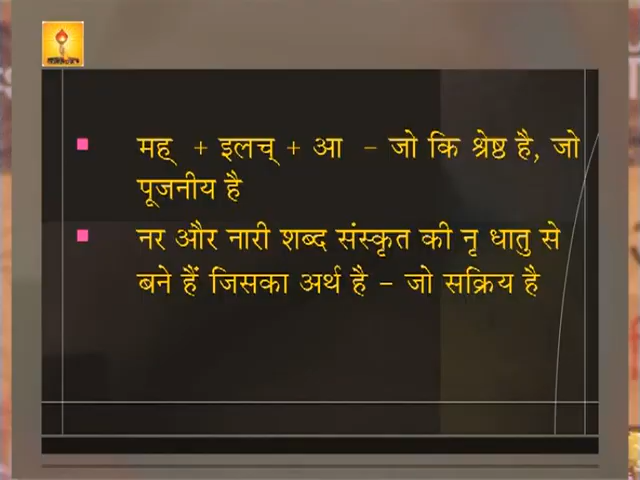 मह् + इलच् + आ – जो कि श्रेष्ठ है, जो
पूजनीय है
नर और नारी शब्द संस्कृत की नृ धातु से
बने हैं जिसका अर्थ है – जो सक्रिय है